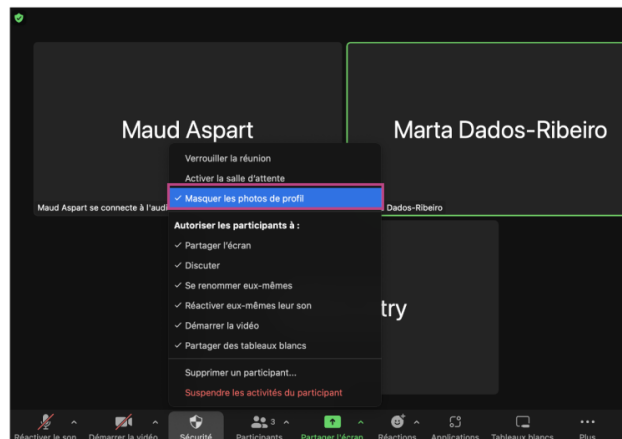 Maud Aspart
Marta Dados-Ribeiro
Verrouiller la réunion
Activer la salle d'attente
✓ Masquer les photos de profil
Maud Aspart se connecte à l'audi
Dados-Ribeiro
Autoriser les participants à :
✓ Partager l'écran
✓ Discuter
✓ Se renommer eux-mêmes
✓ Réactiver eux-mêmes leur son
try
✓ Démarrer la vidéo
✓ Partager des tableaux blancs
Supprimer un participant...
Suspendre les activités du participant
3
Réactiver le son
Démarrer la vidéo
Sécurité
Participants
Partager l'écran
Réactions
Applications
Tableaux blancs
Plus